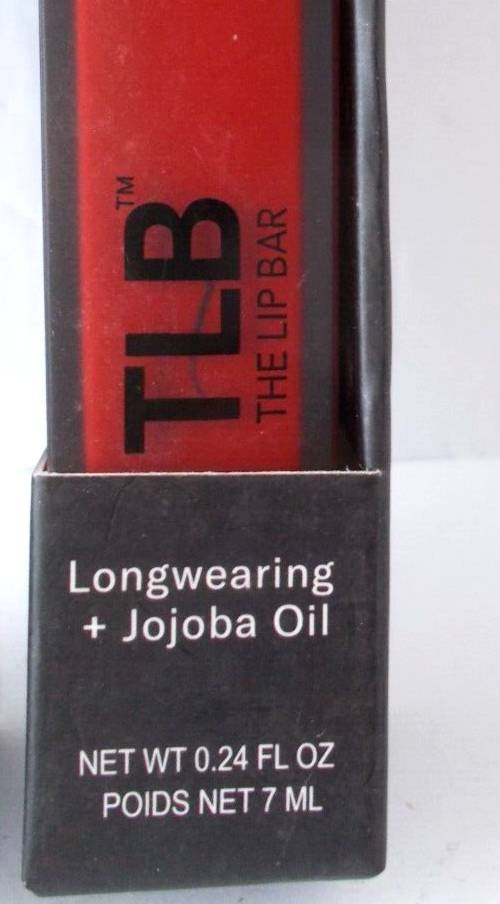 TLB™
THE LIP BAR
Longwearing
+ Jojoba Oil
NET WT 0.24 FL OZ
POIDS NET 7 ML